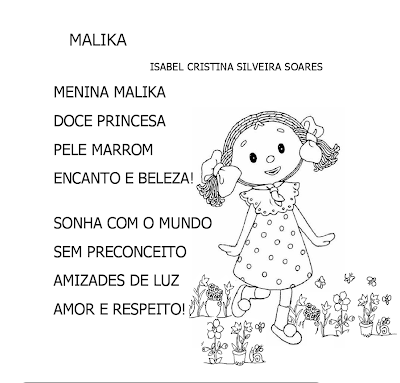 MALIKA
ISABEL CRISTINA SILVEIRA SOARES
MENINA MALIKA
DOCE PRINCESA
PELE MARROM
ENCANTO E BELEZA!
SONHA COM O MUNDO
SEM PRECONCEITO
AMIZADES DE LUZ
AMOR E RESPEITO!